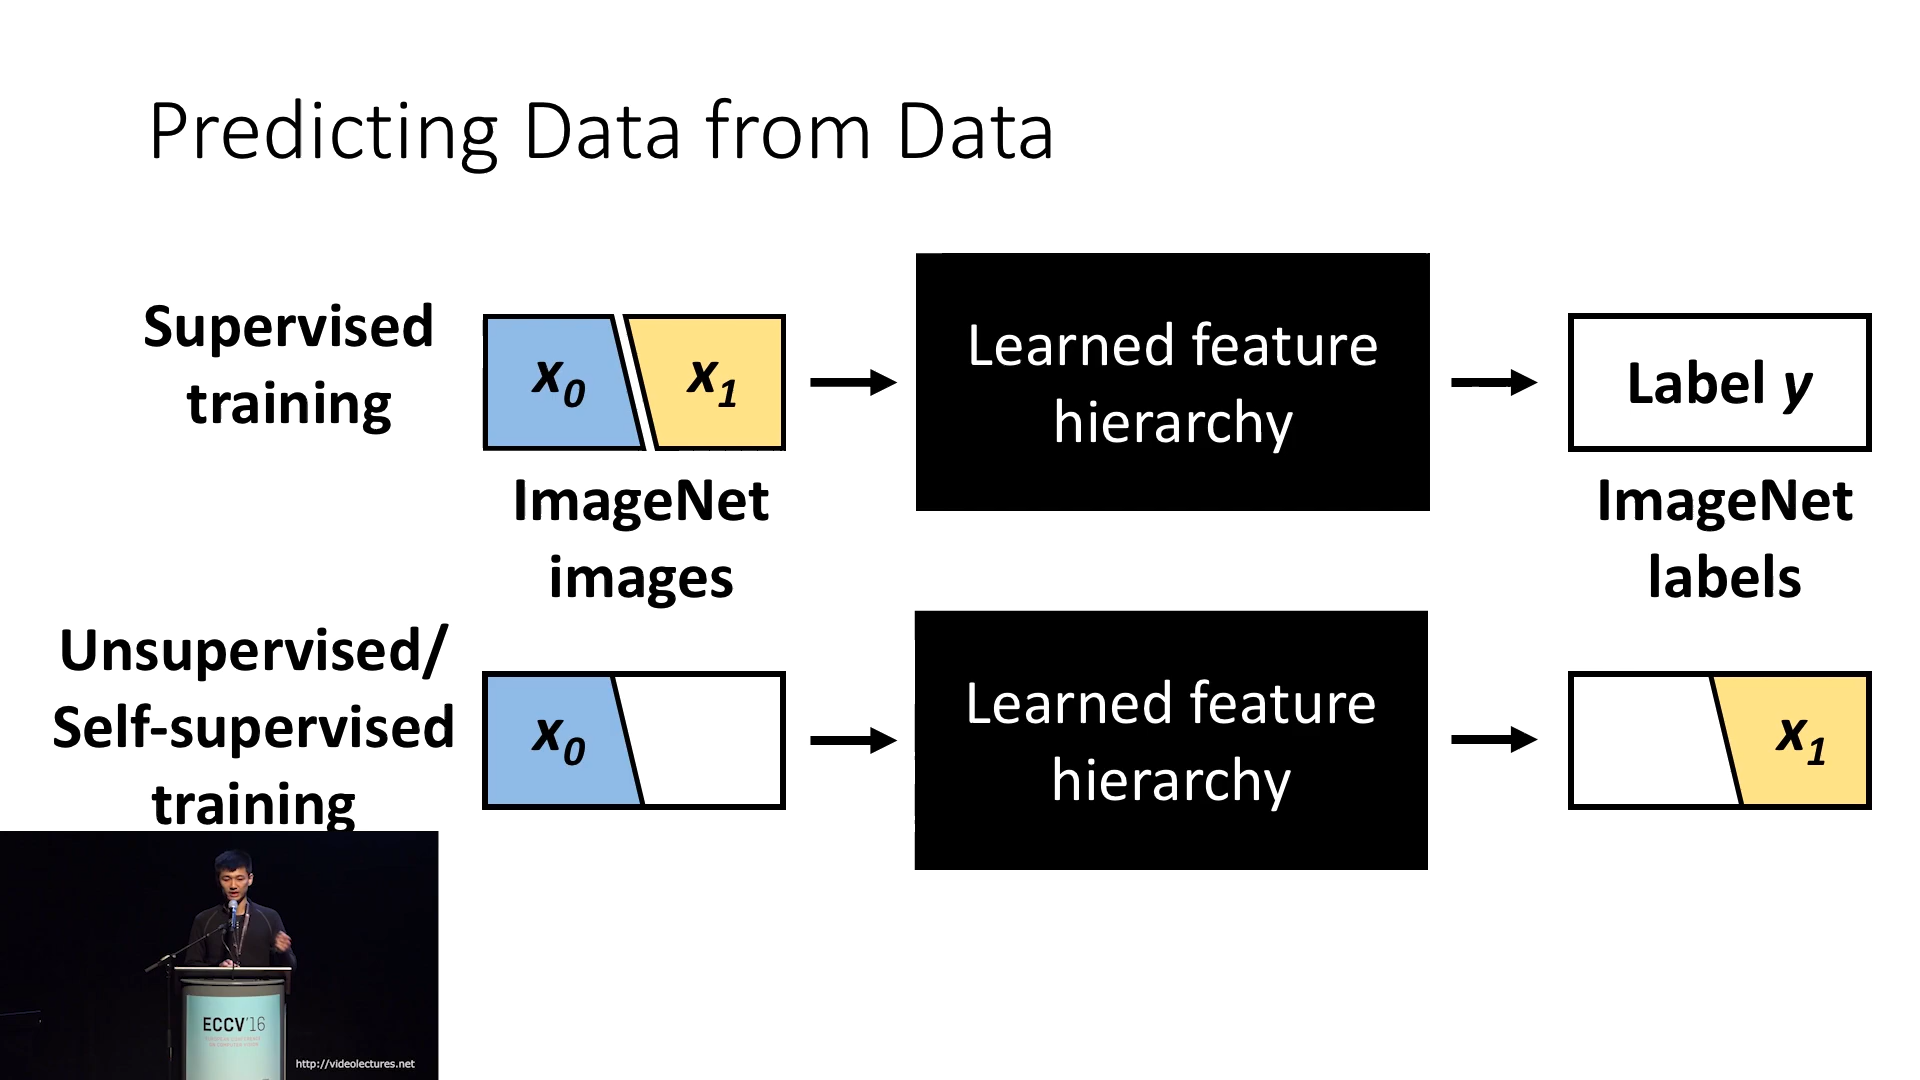 Predicting Data from Data
Supervised
training
x0
x1
Learned feature
hierarchy
Label y
ImageNet
images
ImageNet
labels
Unsupervised/
Self-supervised
training
x0
Learned feature
hierarchy
x1
ECCV'16
http://videolectures.net